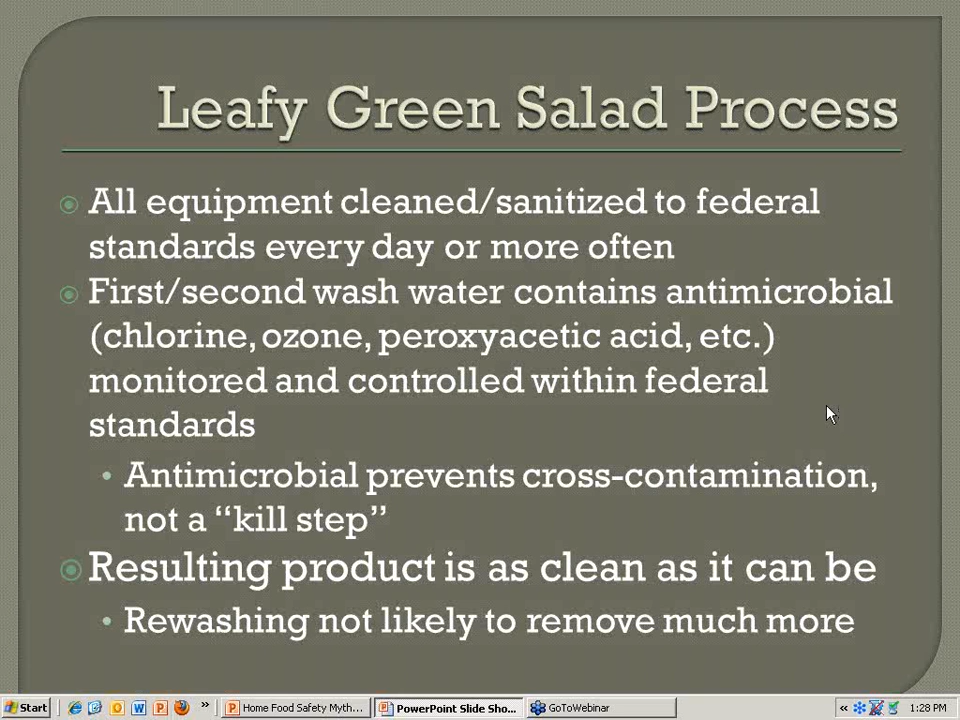 Leafy Green Salad Process
All equipment cleaned/sanitized to federal
standards every day or more often
First/second wash water contains antimicrobial
(chlorine, ozone, peroxyacetic acid, etc.)
monitored and controlled within federal
standards
Antimicrobial prevents cross-contamination,
not a “kill step”
Resulting product is as clean as it can be
Rewashing not likely to remove much more
Start » Home Food Safety Myth... PowerPoint Slide Sho... GoToWebinar « 1:28 PM